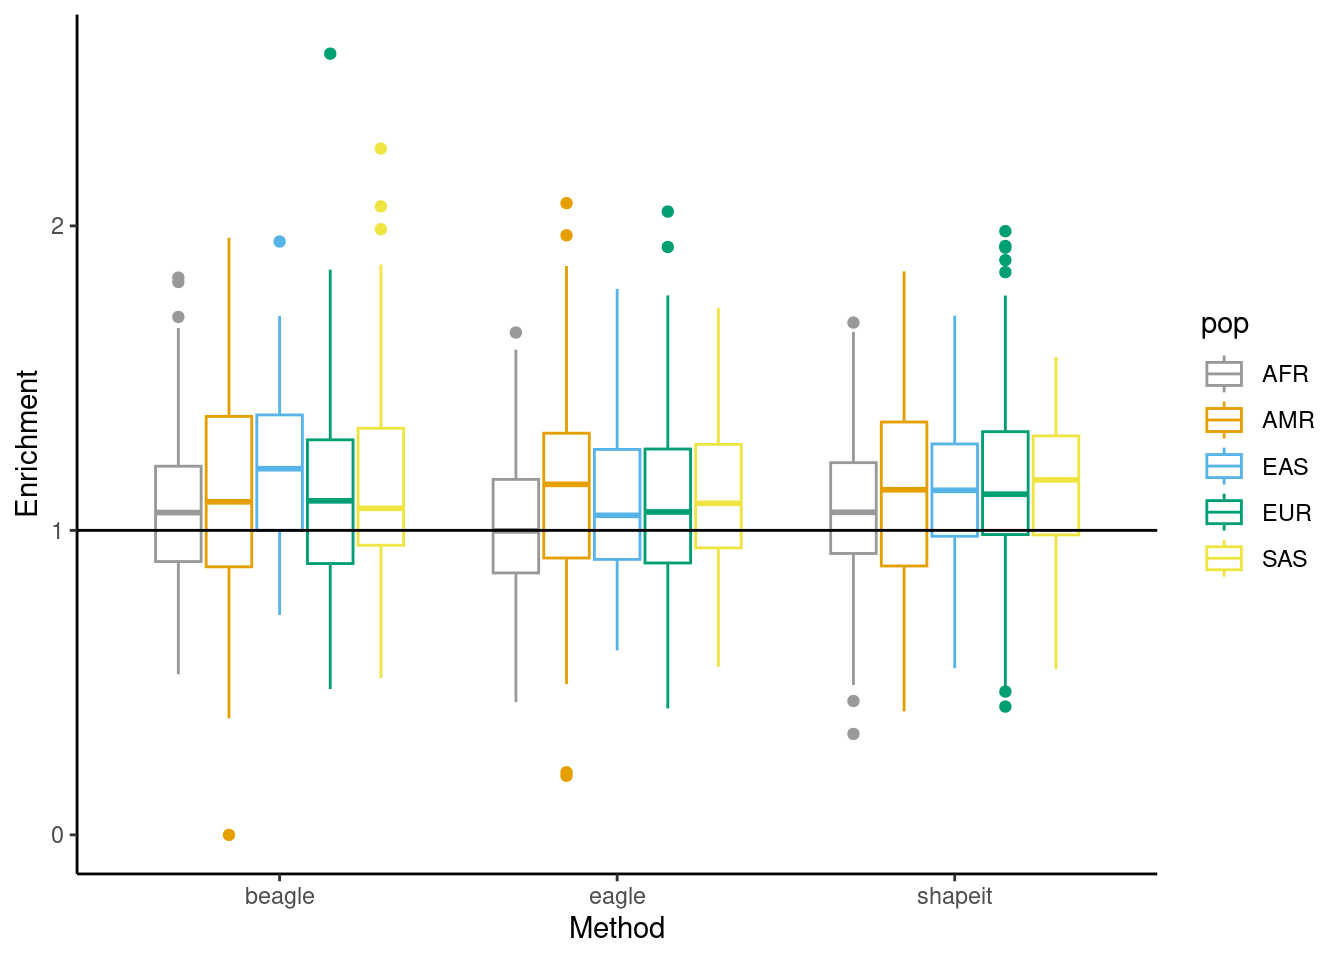 Enrichment
2
1
0
beagle
eagle
shapeit
Method
pop
AFR
AMR
EAS
EUR
SAS